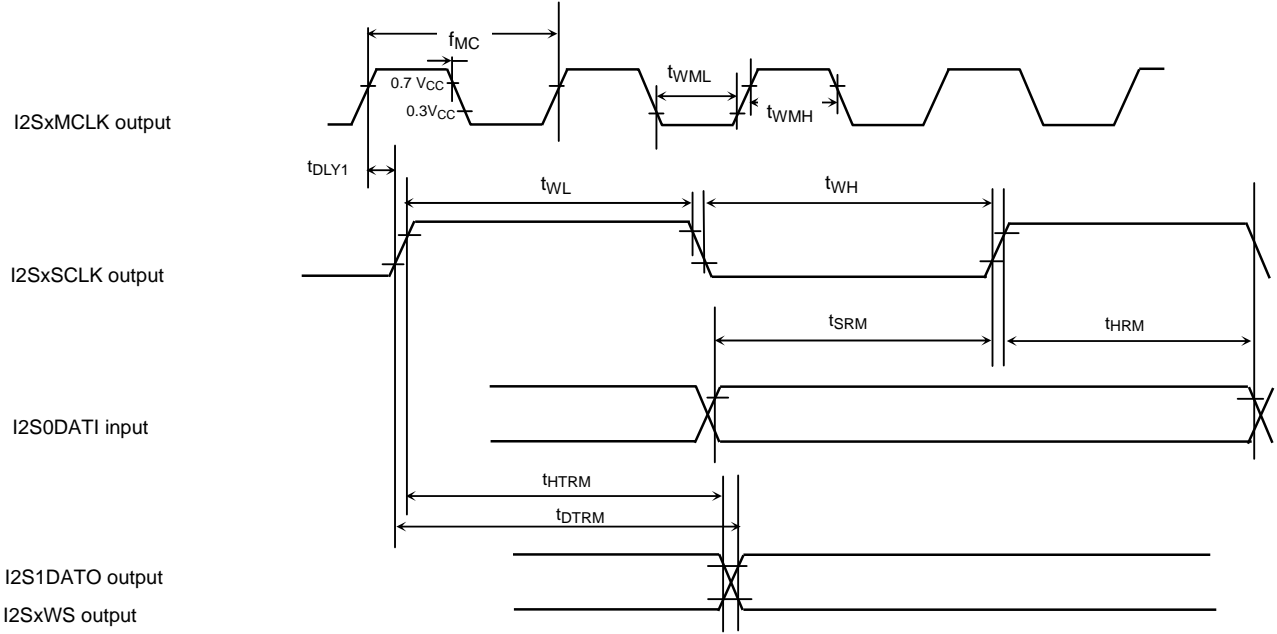 fMC
tWML
0.7 VCC
0.3VCC
tWMH
I2SxMCLK output
tDLY1
tWL
tWH
I2SxSCLK output
tSRM
tHRM
I2S0DATI input
tHTRM
tDTRM
I2S1DATO output
I2SxWS output